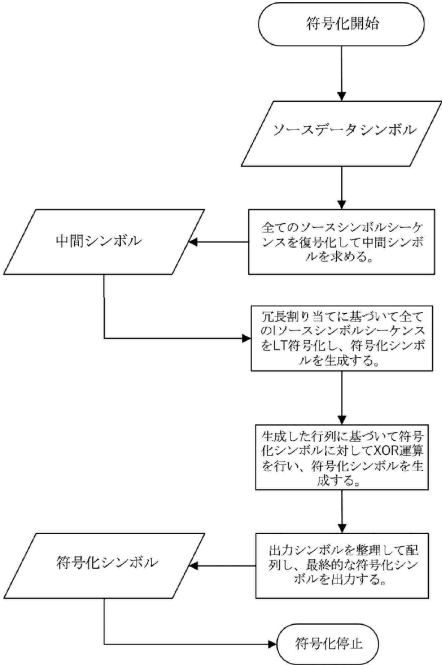 符号化開始
ソースデータシンボル
全てのソースシンボルシーケ
ンスを復号化して中間シンボ
ルを求める。
中間シンボル
冗長割り当てに基づいて全て
のIソースシンボルシーケンス
をLT符号化し、符号化シンボ
ルを生成する。
生成した行列に基づいて符号
化シンボルに対してXOR運算
を行い、符号化シンボルを生
成する。
出力シンボルを整理して配
列し、最終的な符号化シン
ボルを出力する。
符号化シンボル
符号化停止